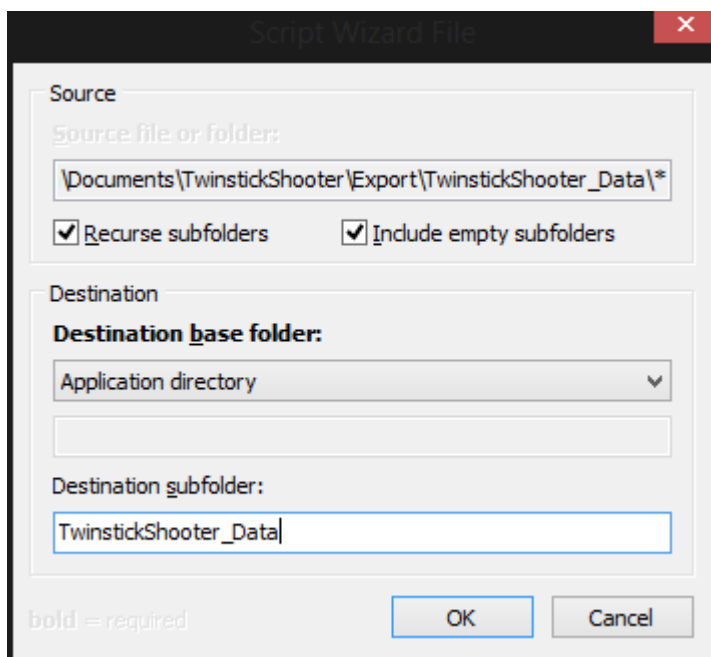 Script Wizard File
Source
Source file or folder:
\Documents\TwinstickShooter\Export\TwinstickShooter_Data\*
Recurse subfolders Include empty subfolders
Destination
Destination base folder:
Application directory
Destination subfolder:
TwinstickShooter_Data
bold = required OK Cancel